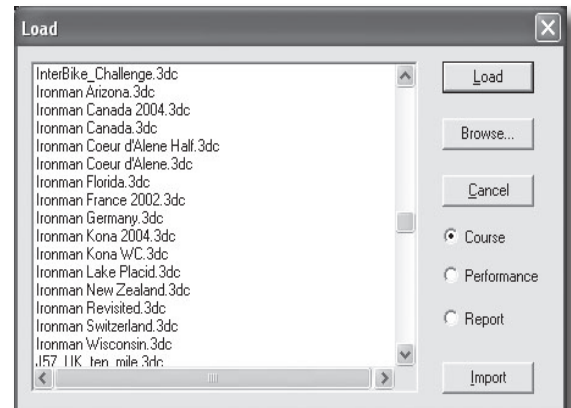 Load
InterBike_Challenge.3dc
Ironman Arizona.3dc
Ironman Canada 2004.3dc
Ironman Canada.3dc
Ironman Coeur d'Alene Half.3dc
Ironman Coeur d'Alene.3dc
Ironman Florida.3dc
Ironman France 2002.3dc
Ironman Germany.3dc
Ironman Kona 2004.3dc
Ironman Kona WC.3dc
Ironman Lake Placid.3dc
Ironman New Zealand.3dc
Ironman Revisited.3dc
Ironman Switzerland.3dc
Ironman Wisconsin.3dc
J57_UK_ten_mile.3dc
Load
Browse...
Cancel
Course
Performance
Report
Import